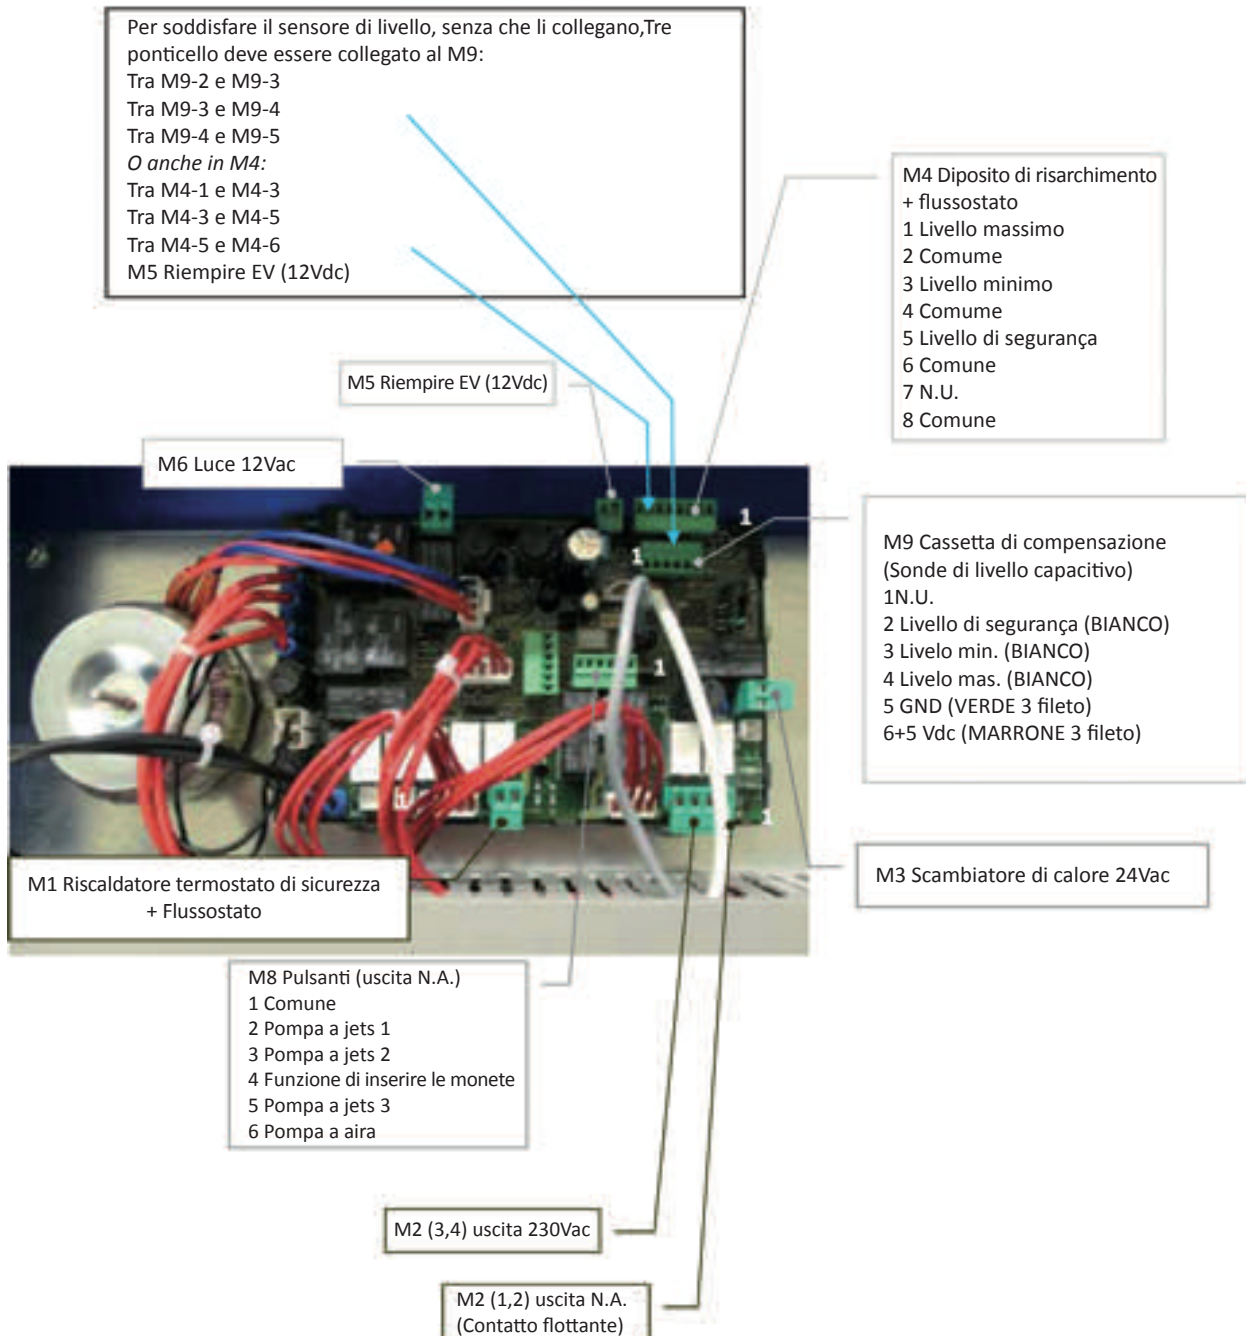 Per soddisfare il sensore di livello, senza che li collegano,Tre
ponticello deve essere collegato al M9:
Tra M9-2 e M9-3
Tra M9-3 e M9-4
Tra M9-4 e M9-5
O anche in M4:
Tra M4-1 e M4-3
Tra M4-3 e M4-5
Tra M4-5 e M4-6
M5 Riempire EV (12Vdc)
M4 Diposito di risarchimento
+ flussostato
1 Livello massimo
2 Comume
3 Livello minimo
4 Comume
5 Livello di segurança
6 Comune
7 N.U.
8 Comune
M5 Riempire EV (12Vdc)
M6 Luce 12Vac
1
1
M9 Cassetta di compensazione
(Sonde di livello capacitivo)
1N.U.
2 Livello di segurança (BIANCO)
3 Livelo min. (BIANCO)
4 Livelo mas. (BIANCO)
5 GND (VERDE 3 fileto)
6+5 Vdc (MARRONE 3 fileto)
1
1
1
M1 Riscaldatore termostato di sicurezza
+ Flussostato
M3 Scambiatore di calore 24Vac
M8 Pulsanti (uscita N.A.)
1 Comune
2 Pompa a jets 1
3 Pompa a jets 2
4 Funzione di inserire le monete
5 Pompa a jets 3
6 Pompa a aira
M2 (3,4) uscita 230Vac
M2 (1,2) uscita N.A.
(Contatto flottante)